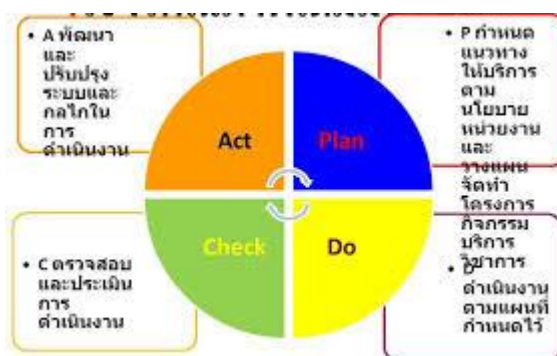 • A พัฒนา
และ
ปรับปรุง
ระบบและ
กลไกใน
การ
ดำเนินงาน
• P กำหนด
แนวทาง
ให้บริการ
ตาม
นโยบาย
หน่วยงาน
และ
วางแผน
จัดทำ
โครงการ
กิจกรรม
บริการ
วิชาการ
Act
Plan
Check
Do
• C ตรวจสอบ
และประเมิน
การ
ดำเนินงาน
• D
ดำเนินงาน
ตามแผนที่
กำหนดไว้